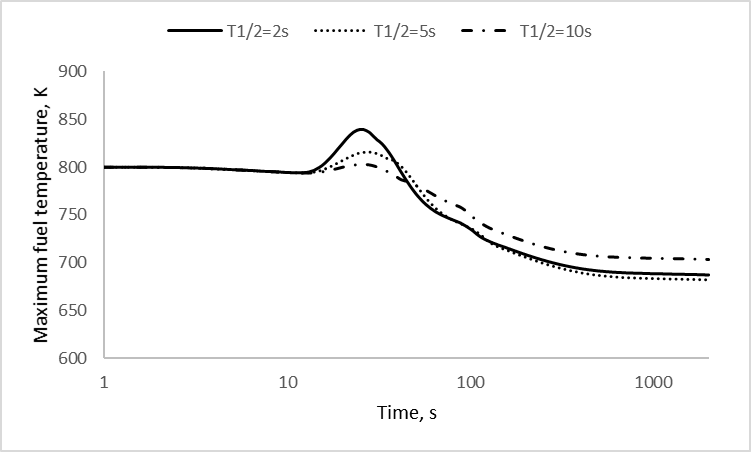 T1/2=2s T1/2=5s T1/2=10s
Maximum fuel temperature, K
900
850
800
750
700
650
600
1 10 100 1000
Time, s